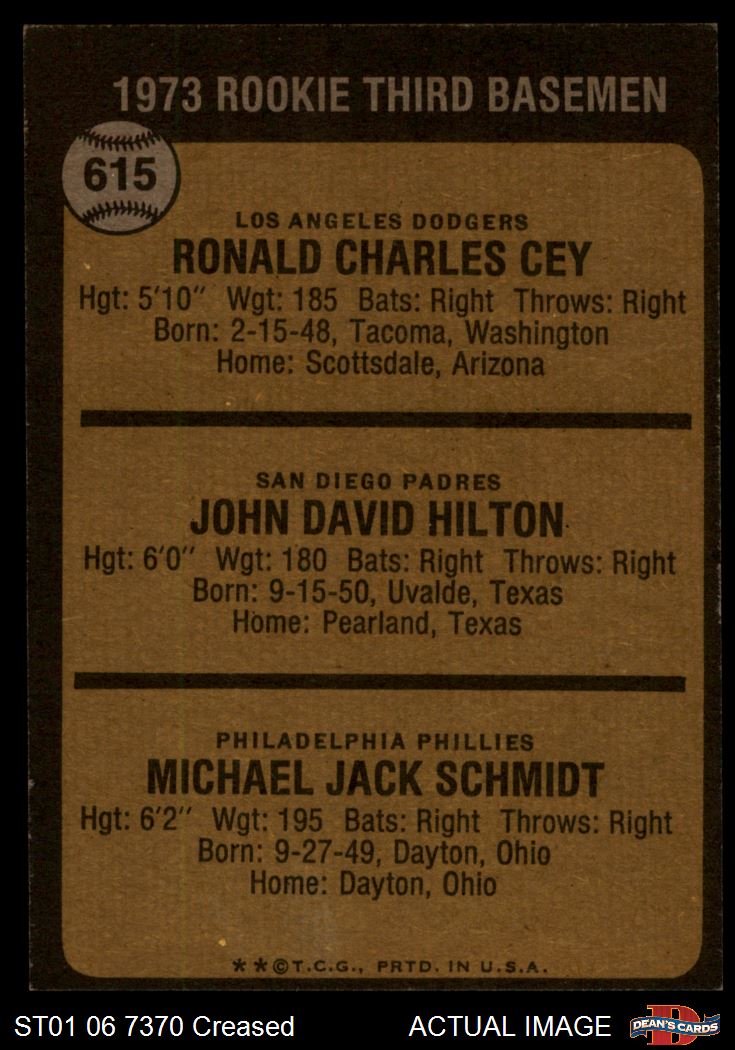 1973 ROOKIE THIRD BASEMEN
615
LOS ANGELES DODGERS
RONALD CHARLES CEY
Hgt: 5'10" Wgt: 185 Bats: Right Throws: Right
Born: 2-15-48, Tacoma, Washington
Home: Scottsdale, Arizona
SAN DIEGO PADRES
JOHN DAVID HILTON
Hgt: 6'0" Wgt: 180 Bats: Right Throws: Right
Born: 9-15-50, Uvalde, Texas
Home: Pearland, Texas
PHILADELPHIA PHILLIES
MICHAEL JACK SCHMIDT
Hgt: 6'2" Wgt: 195 Bats: Right Throws: Right
Born: 9-27-49, Dayton, Ohio
Home: Dayton, Ohio
**©T.C.G., PRTD. IN U.S.A.
ST01 06 7370 Creased ACTUAL IMAGE D DEAN'S CARDS